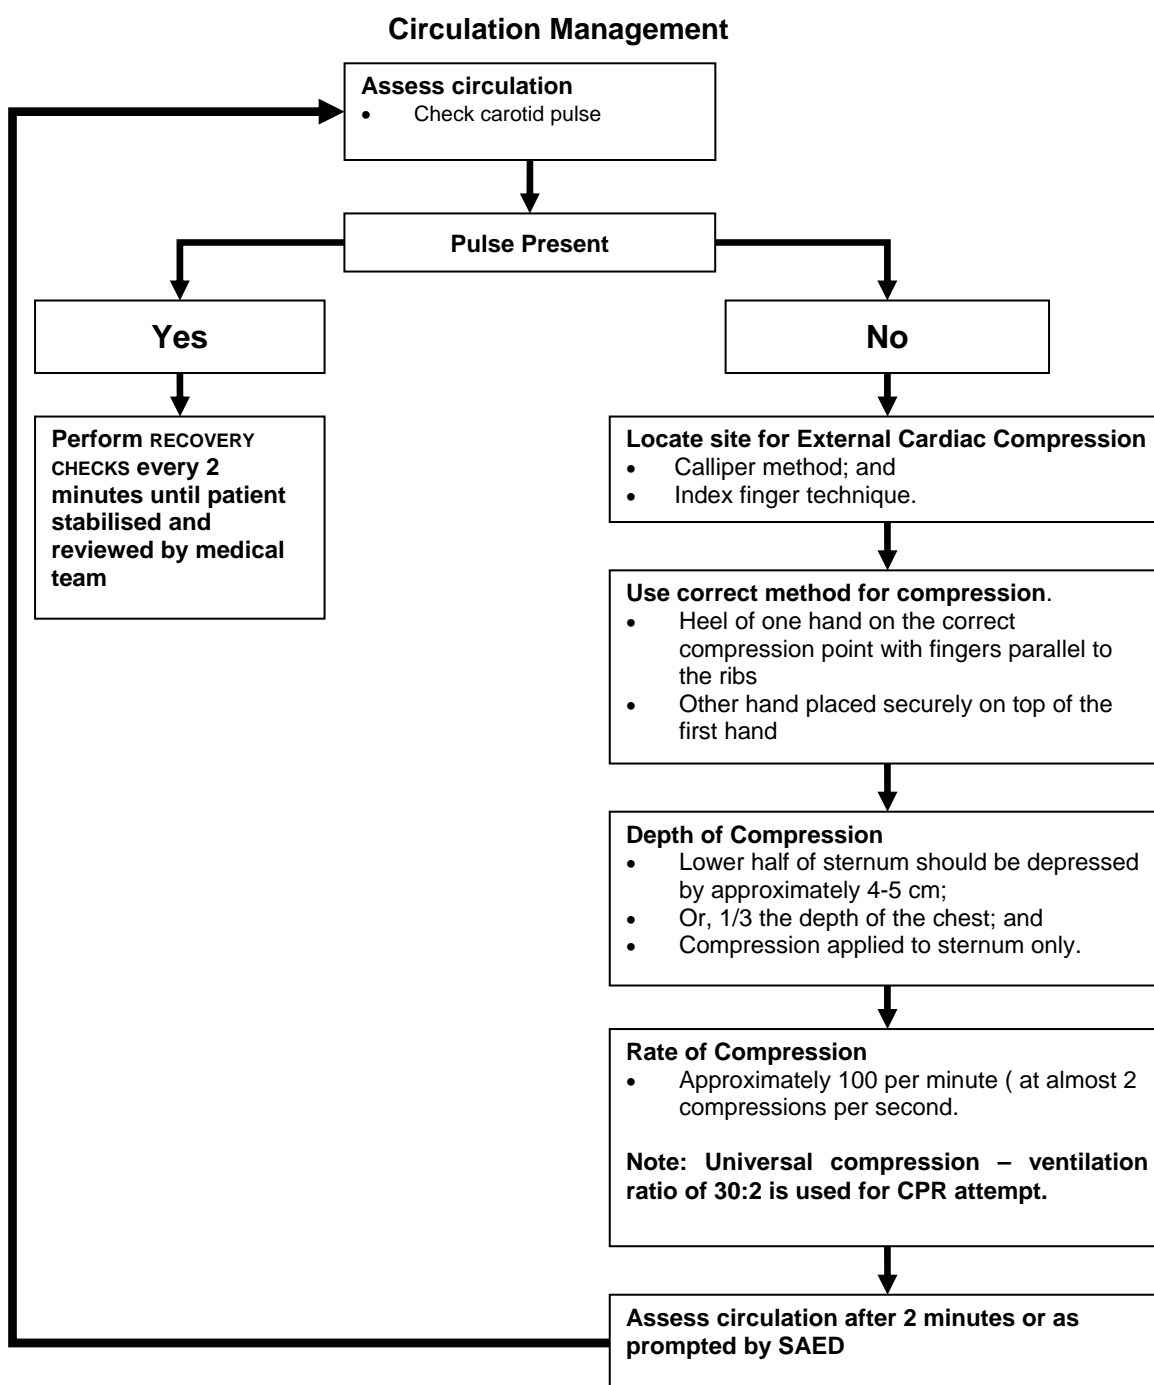 Circulation Management
Assess circulation
• Check carotid pulse
Pulse Present
Yes
No
Perform RECOVERY
CHECKS every 2
minutes until patient
stabilised and
reviewed by medical
team
Locate site for External Cardiac Compression
• Calliper method; and
• Index finger technique.
Use correct method for compression.
• Heel of one hand on the correct
compression point with fingers parallel to
the ribs
• Other hand placed securely on top of the
first hand
Depth of Compression
• Lower half of sternum should be depressed
by approximately 4-5 cm;
• Or, 1/3 the depth of the chest; and
• Compression applied to sternum only.
Rate of Compression
• Approximately 100 per minute ( at almost 2
compressions per second.
Note: Universal compression – ventilation
ratio of 30:2 is used for CPR attempt.
Assess circulation after 2 minutes or as
prompted by SAED